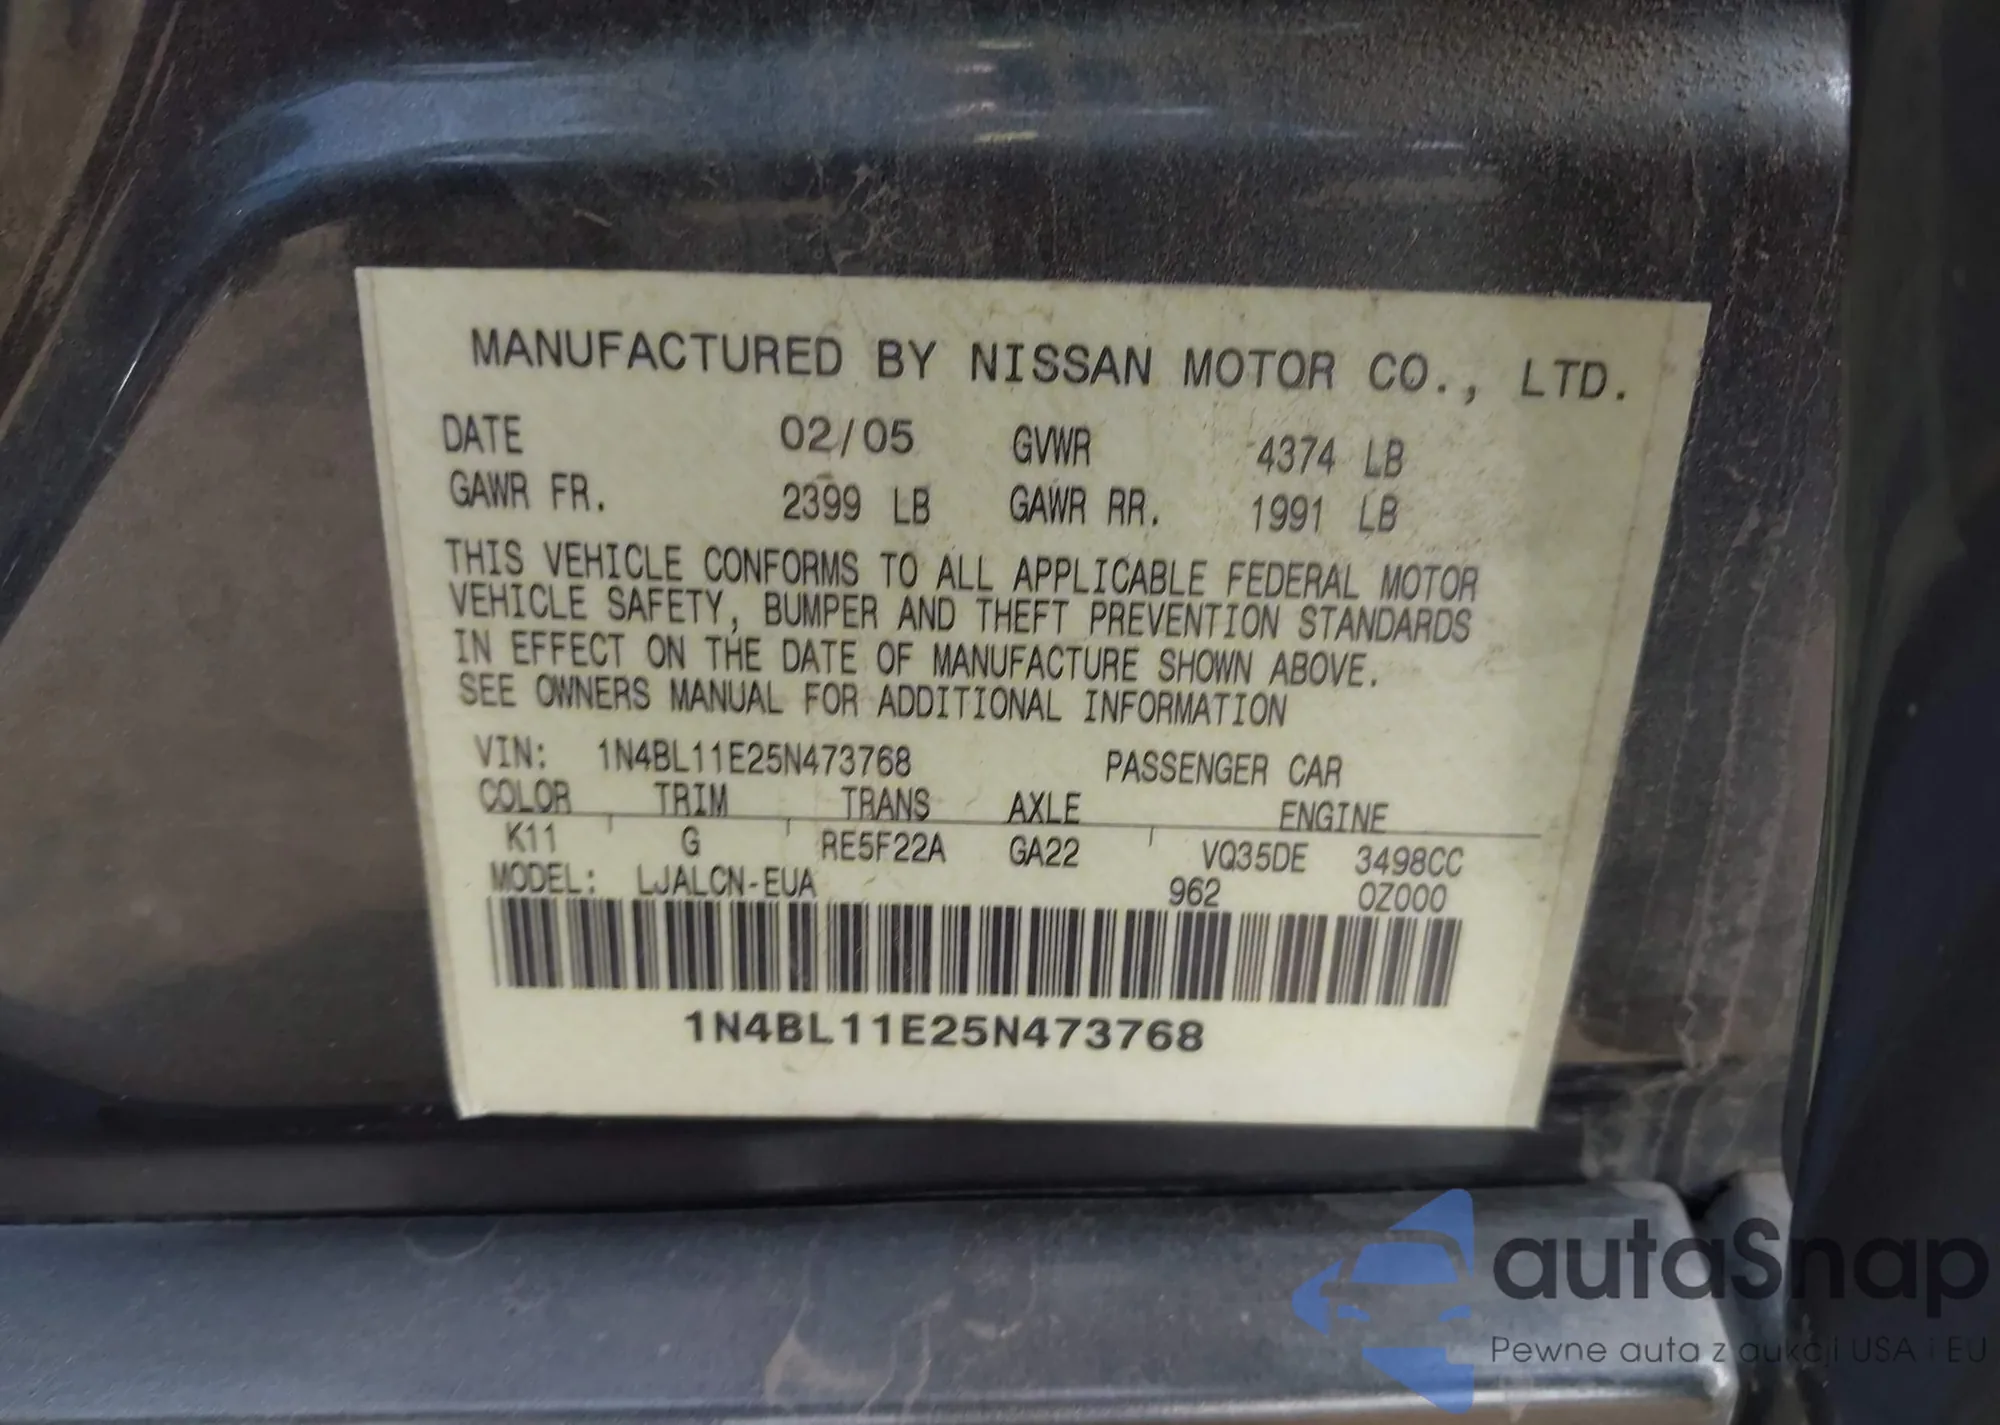 MANUFACTURED BY NISSAN MOTOR CO., LTD.
DATE 02/05 GVWR 4374 LB
GAWR FR. 2399 LB GAWR RR. 1991 LB
THIS VEHICLE CONFORMS TO ALL APPLICABLE FEDERAL MOTOR
VEHICLE SAFETY, BUMPER AND THEFT PREVENTION STANDARDS
IN EFFECT ON THE DATE OF MANUFACTURE SHOWN ABOVE.
SEE OWNERS MANUAL FOR ADDITIONAL INFORMATION
VIN: 1N4BL11E25N473768 PASSENGER CAR
COLOR TRIM TRANS AXLE ENGINE
K11 G RE5F22A GA22 VQ35DE 3498CC
MODEL: LJALCN-EUA 962 0Z000
1N4BL11E25N473768
autaSnap
Pewne auta z aukcji USA i EU